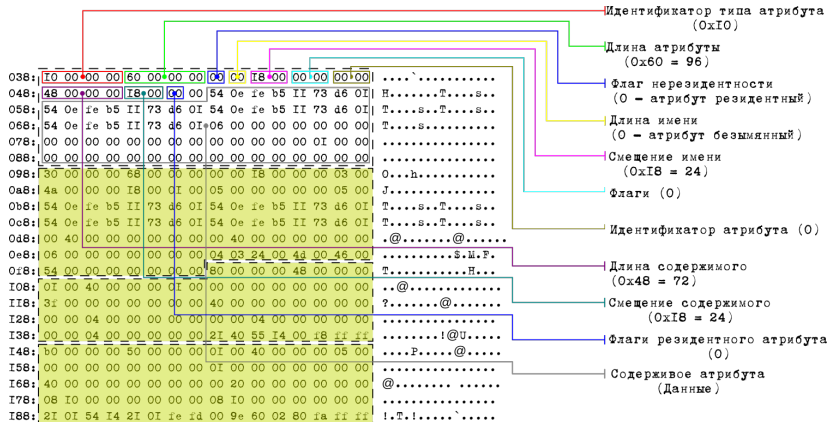 Идентификатор типа атрибута
(0xI0)
Длина атрибуты
(0x60 = 96)
Флаг нерезидентности
(0 – атрибут резидентный)
Длина имени
(0 – атрибут безымянный)
Смещение имени
(0xI8 = 24)
Флаги (0)
Идентификатор атрибута (0)
Длина содержимого
(0x48 = 72)
Смещение содержимого
(0xI8 = 24)
Флаги резидентного атрибута
(0)
Содерживое атрибута
(Данные)
038: I0 00 00 00 60 00 00 00 00 00 I8 00 00 00 00 00 ....`...........
048: 48 00 00 00 I8 00 00 00 54 0e fe b5 II 73 d6 0I H.......T....s..
058: 54 0e fe b5 II 73 d6 0I 54 0e fe b5 II 73 d6 0I T....s..T....s..
068: 54 0e fe b5 II 73 d6 0I 06 00 00 00 00 00 00 00 T....s..........
078: 00 00 00 00 00 00 00 00 00 00 00 00 00 0I 00 00 ................
088: 00 00 00 00 00 00 00 00 00 00 00 00 00 00 00 00 ................
098: 30 00 00 00 68 00 00 00 00 00 I8 00 00 00 03 00 0...h...........
0a8: 4a 00 00 00 I8 00 0I 00 05 00 00 00 00 00 05 00 J...............
0b8: 54 0e fe b5 II 73 d6 0I 54 0e fe b5 II 73 d6 0I T....s..T....s..
0c8: 54 0e fe b5 II 73 d6 0I 54 0e fe b5 II 73 d6 0I T....s..T....s..
0d8: 00 40 00 00 00 00 00 00 00 40 00 00 00 00 00 00 .@.......@......
0e8: 06 00 00 00 00 00 00 00 04 03 24 00 4d 00 46 00 ..........$.M.F.
0f8: 54 00 00 00 00 00 00 00 80 00 00 00 48 00 00 00 T...........H...
I08: 0I 00 40 00 00 00 0I 00 00 00 00 00 00 00 00 00 ..@.............
II8: 3f 00 00 00 00 00 00 00 40 00 00 00 00 00 00 00 ?.......@.......
I28: 00 00 04 00 00 00 00 00 00 00 04 00 00 00 00 00 ................
I38: 00 00 04 00 00 00 00 00 2I 40 55 I4 00 f8 ff ff ........!@U.....
I48: b0 00 00 00 50 00 00 00 0I 00 40 00 00 00 05 00 ....P.....@.....
I58: 00 00 00 00 00 00 00 00 0I 00 00 00 00 00 00 00 ................
I68: 40 00 00 00 00 00 00 00 00 20 00 00 00 00 00 00 @........ ......
I78: 08 I0 00 00 00 00 00 00 08 I0 00 00 00 00 00 00 ................
I88: 2I 0I 54 I4 2I 0I fe fd 00 9e 60 02 80 fa ff ff !.T.!.....`.....